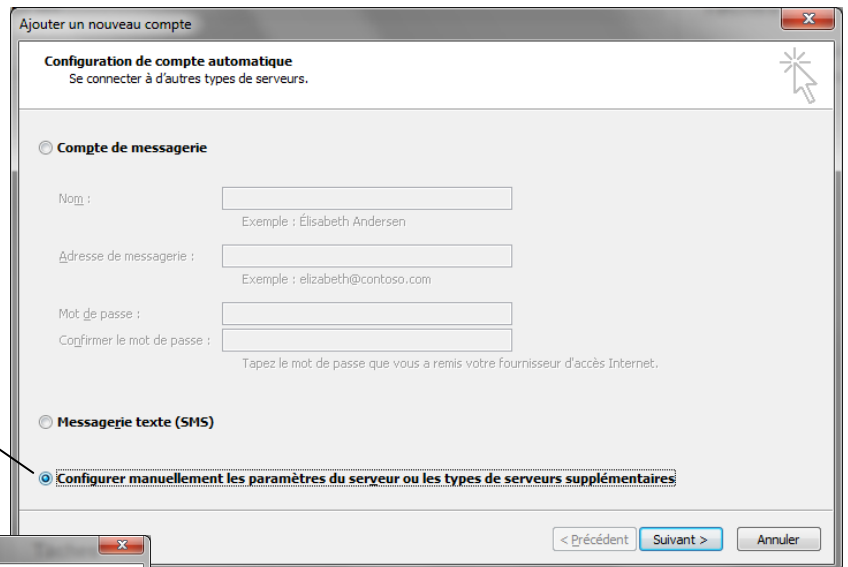 Ajouter un nouveau compte
Configuration de compte automatique
Se connecter à d'autres types de serveurs.
Compte de messagerie
Nom :
Exemple : Élisabeth Andersen
Adresse de messagerie :
Exemple : elizabeth@contoso.com
Mot de passe :
Confirmer le mot de passe :
Tapez le mot de passe que vous a remis votre fournisseur d'accès Internet.
Messagerie texte (SMS)
Configurer manuellement les paramètres du serveur ou les types de serveurs supplémentaires
< Précédent Suivant > Annuler